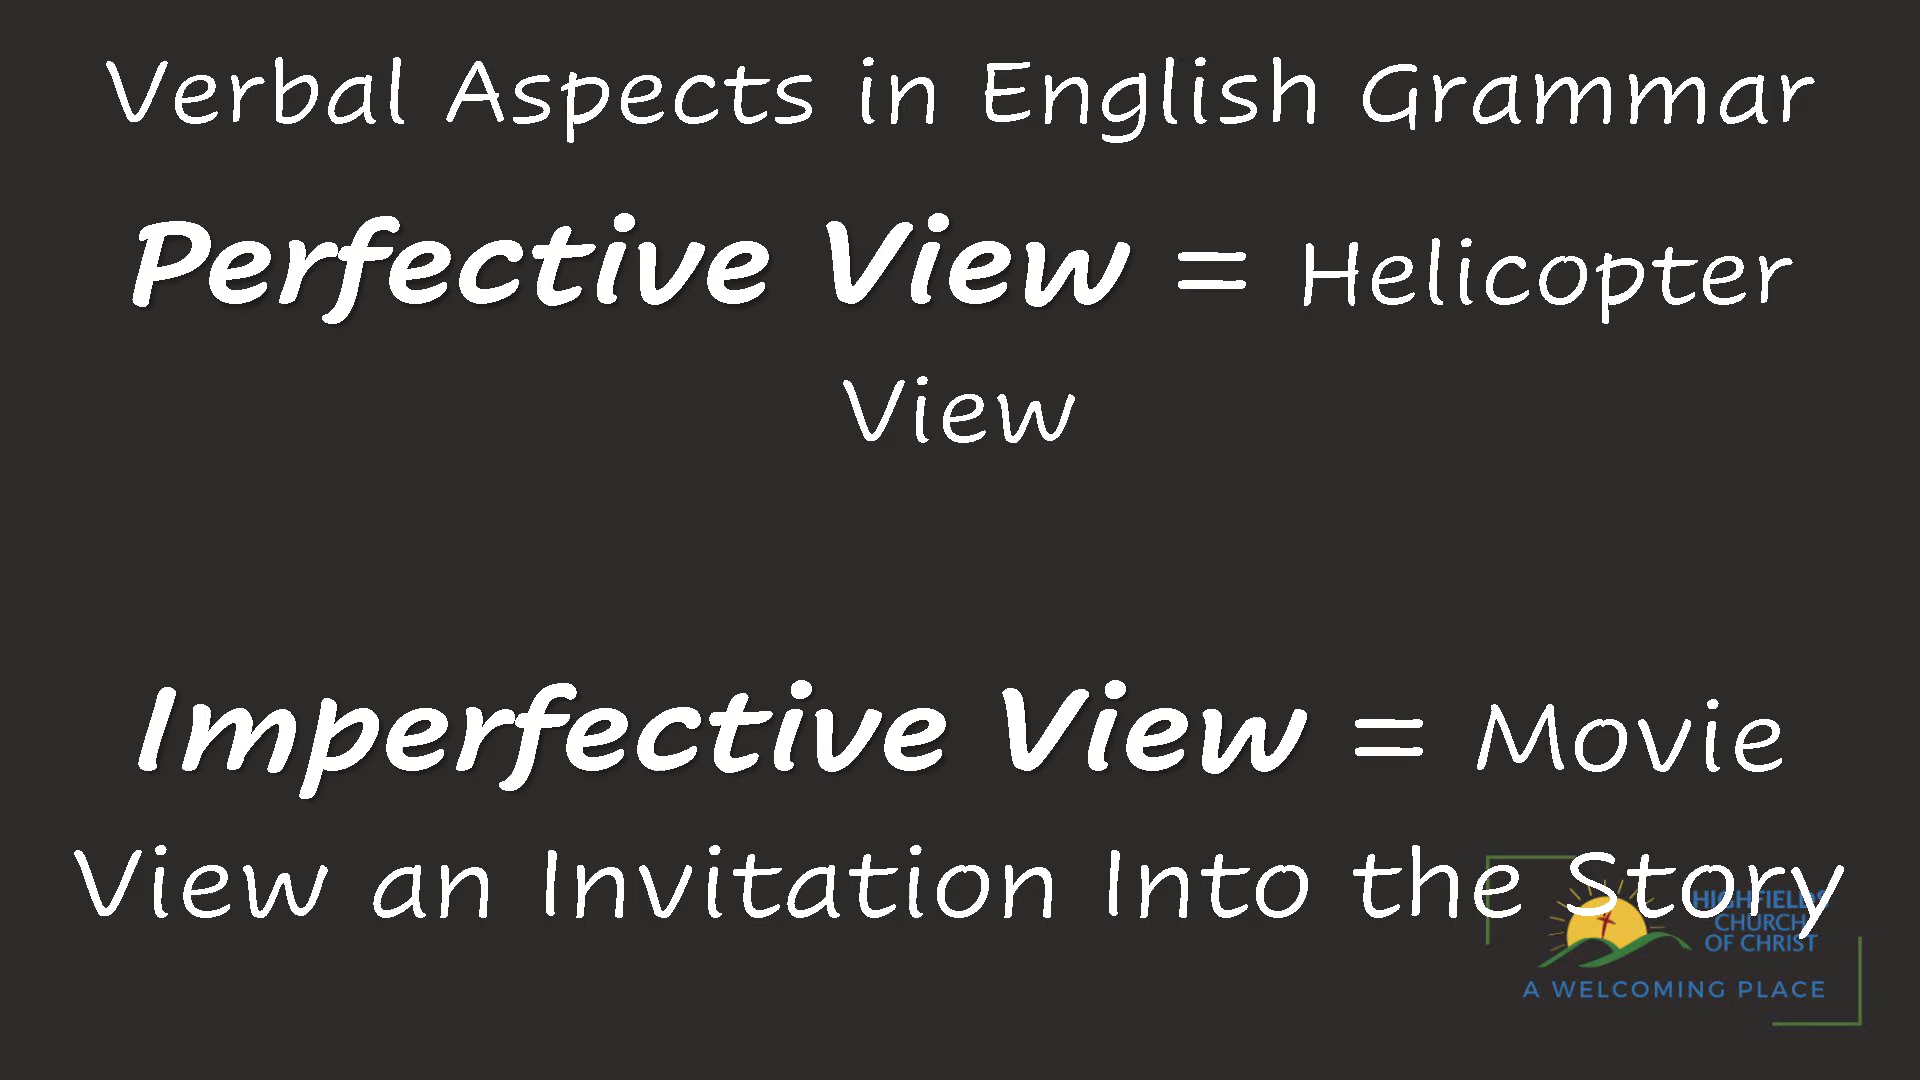 Verbal Aspects in English Grammar
Perfective View = Helicopter
View
Imperfective View = Movie
View an Invitation Into the Story
HIGHFIELDS
CHURCH
OF CHRIST
A WELCOMING PLACE